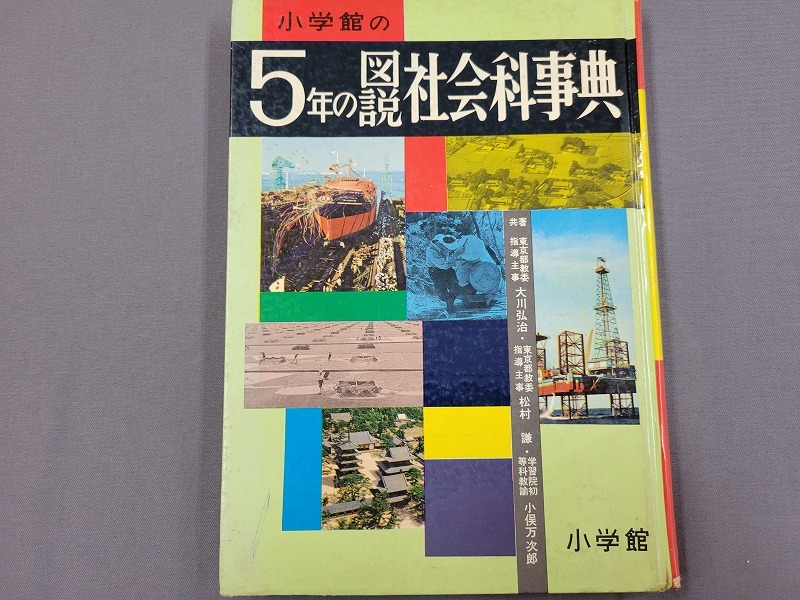 小学館の
5年の図説社会科事典
共著 東京都教委指導主事 大川弘治・東京都教委指導主事 松村 謙・学習院初等科教諭 小俣万次郎
小学館